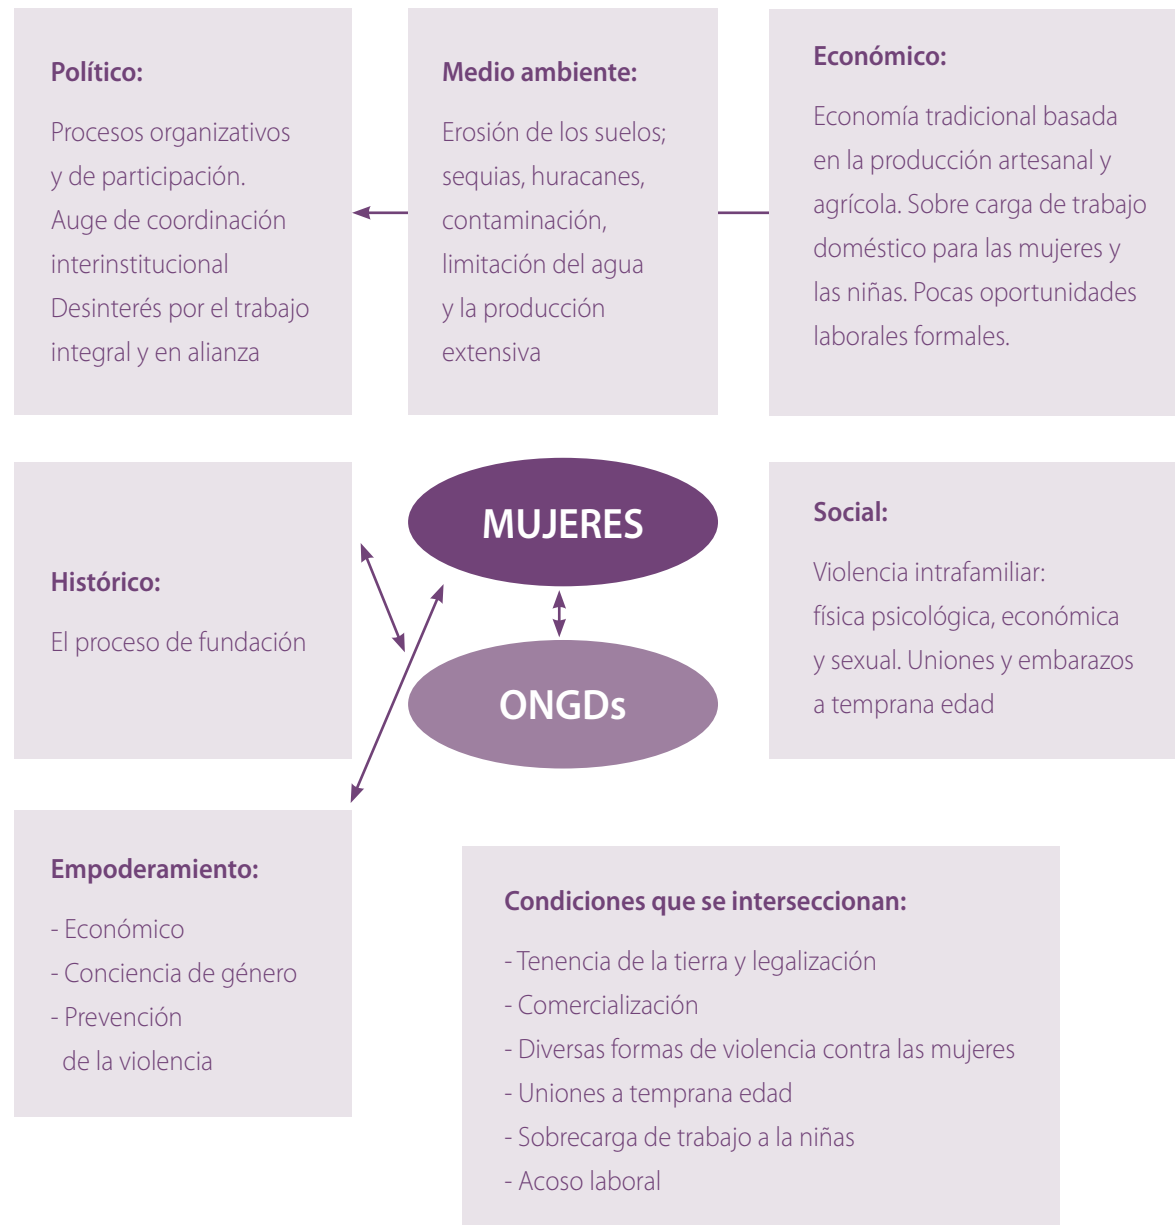 Político:
Procesos organizativos
y de participación.
Auge de coordinación
interinstitucional
Desinterés por el trabajo
integral y en alianza
Medio ambiente:
Erosión de los suelos;
sequias, huracanes,
contaminación,
limitación del agua
y la producción
extensiva
Económico:
Economía tradicional basada
en la producción artesanal y
agrícola. Sobre carga de trabajo
doméstico para las mujeres y
las niñas. Pocas oportunidades
laborales formales.
Histórico:
El proceso de fundación
MUJERES
ONGDs
Social:
Violencia intrafamiliar:
física psicológica, económica
y sexual. Uniones y embarazos
a temprana edad
Empoderamiento:
- Económico
- Conciencia de género
- Prevención
de la violencia
Condiciones que se interseccionan:
- Tenencia de la tierra y legalización
- Comercialización
- Diversas formas de violencia contra las mujeres
- Uniones a temprana edad
- Sobrecarga de trabajo a la niñas
- Acoso laboral